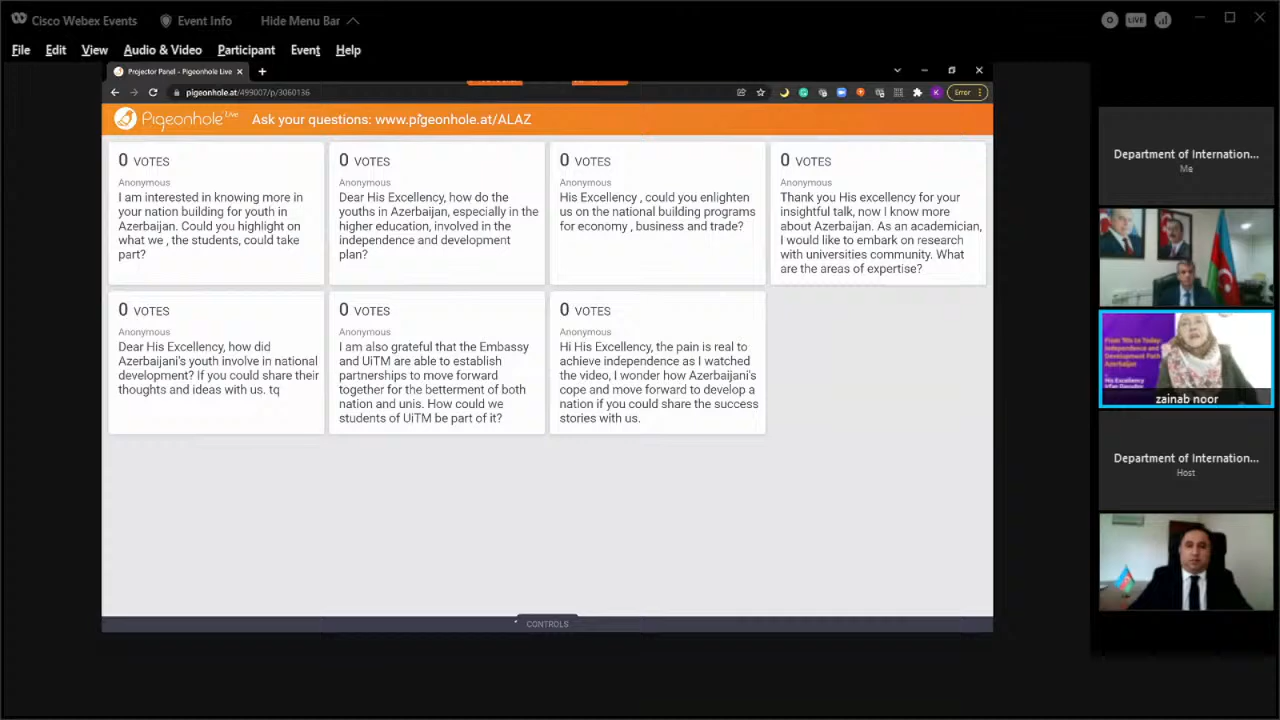 Cisco Webex Events
Event Info
Hide Menu Bar
LIVE
File Edit View Audio & Video Participant Event Help
Projector Panel - Pigeonhole Live
pigeonhole.at/499007/p/3060136
K
Error
Pigeonhole Live
Ask your questions: www.pigeonhole.at/ALAZ
0 VOTES
Anonymous
I am interested in knowing more in
your nation building for youth in
Azerbaijan. Could you highlight on
what we , the students, could take
part?
0 VOTES
Anonymous
Dear His Excellency, how do the
youths in Azerbaijan, especially in the
higher education, involved in the
independence and development
plan?
0 VOTES
Anonymous
His Excellency , could you enlighten
us on the national building programs
for economy , business and trade?
0 VOTES
Anonymous
Thank you His excellency for your
insightful talk, now I know more
about Azerbaijan. As an academician,
I would like to embark on research
with universities community. What
are the areas of expertise?
0 VOTES
Anonymous
Dear His Excellency, how did
Azerbaijani's youth involve in national
development? If you could share their
thoughts and ideas with us. tq
0 VOTES
Anonymous
I am also grateful that the Embassy
and UiTM are able to establish
partnerships to move forward
together for the betterment of both
nation and unis. How could we
students of UiTM be part of it?
0 VOTES
Anonymous
Hi His Excellency, the pain is real to
achieve independence as I watched
the video, I wonder how Azerbaijani's
cope and move forward to develop a
nation if you could share the success
stories with us.
CONTROLS
Department of Internation...
Me
From 90s to Today:
Independence and
Development Path
Azerbaijan
His Excellency
zainab noor
Department of Internation...
Host